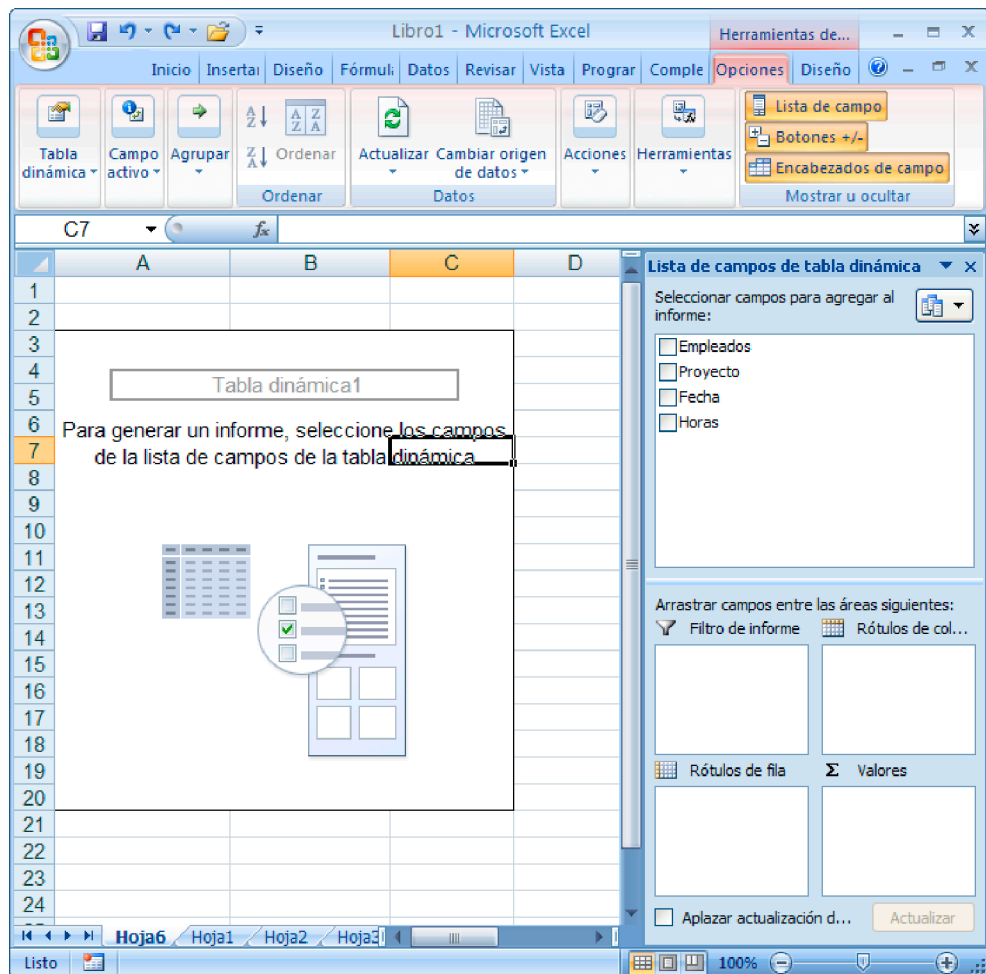 Libro1 - Microsoft Excel
Herramientas de...
Inicio Insertar Diseño Fórmula Datos Revisar Vista Prograr Comple Opciones Diseño
Tabla dinámica
Campo activo
Agrupar
Ordenar
Ordenar
Actualizar
Cambiar origen de datos
Datos
Acciones
Herramientas
Lista de campo
Botones +/-
Encabezados de campo
Mostrar u ocultar
C7
fx
A B C D
1
2
3
4
5
6
7
8
9
10
11
12
13
14
15
16
17
18
19
20
21
22
23
24
Tabla dinámica1
Para generar un informe, seleccione los campos
de la lista de campos de la tabla dinámica
Lista de campos de tabla dinámica
Seleccionar campos para agregar al
informe:
Empleados
Proyecto
Fecha
Horas
Arrastrar campos entre las áreas siguientes:
Filtro de informe
Rótulos de col...
Rótulos de fila
Σ Valores
Aplazar actualización d...
Actualizar
Hoja6 Hoja1 Hoja2 Hoja3
Listo
100%